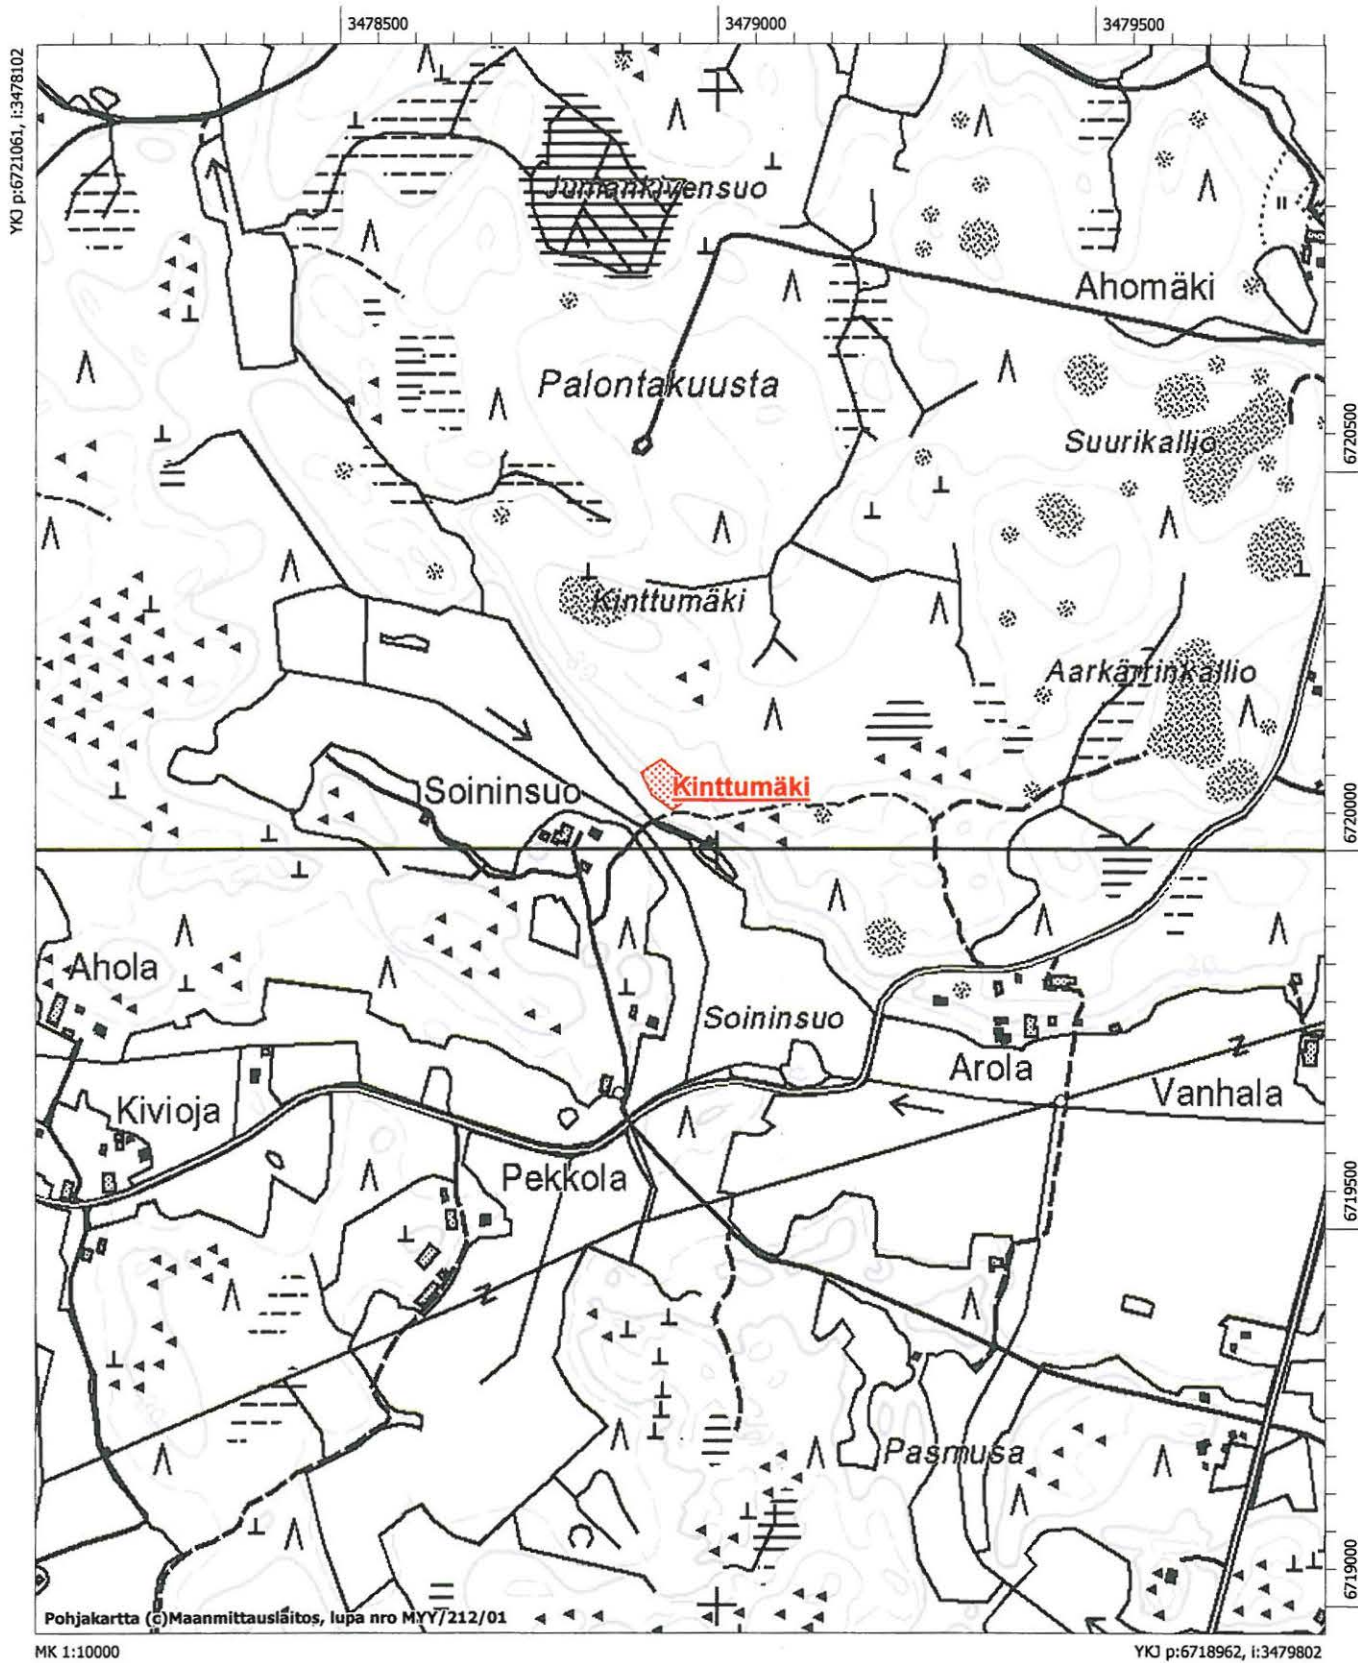 3478500
3479000
3479500
YKJ p:6721061, i:3478102
Jumankivensuo
Ahomäki
Palontakuusta
6720500
Suurikallio
Kinttumäki
Aarkärrinkallio
Soininsuo
Kinttumäki
6720000
Ahola
Soininsuo
Arola
Vanhala
Kivioja
Pekkola
6719500
Pasmusa
6719000
Pohjakartta (c)Maanmittauslaitos, lupa nro MYY/212/01
MK 1:10000
YKJ p:6718962, i:3479802